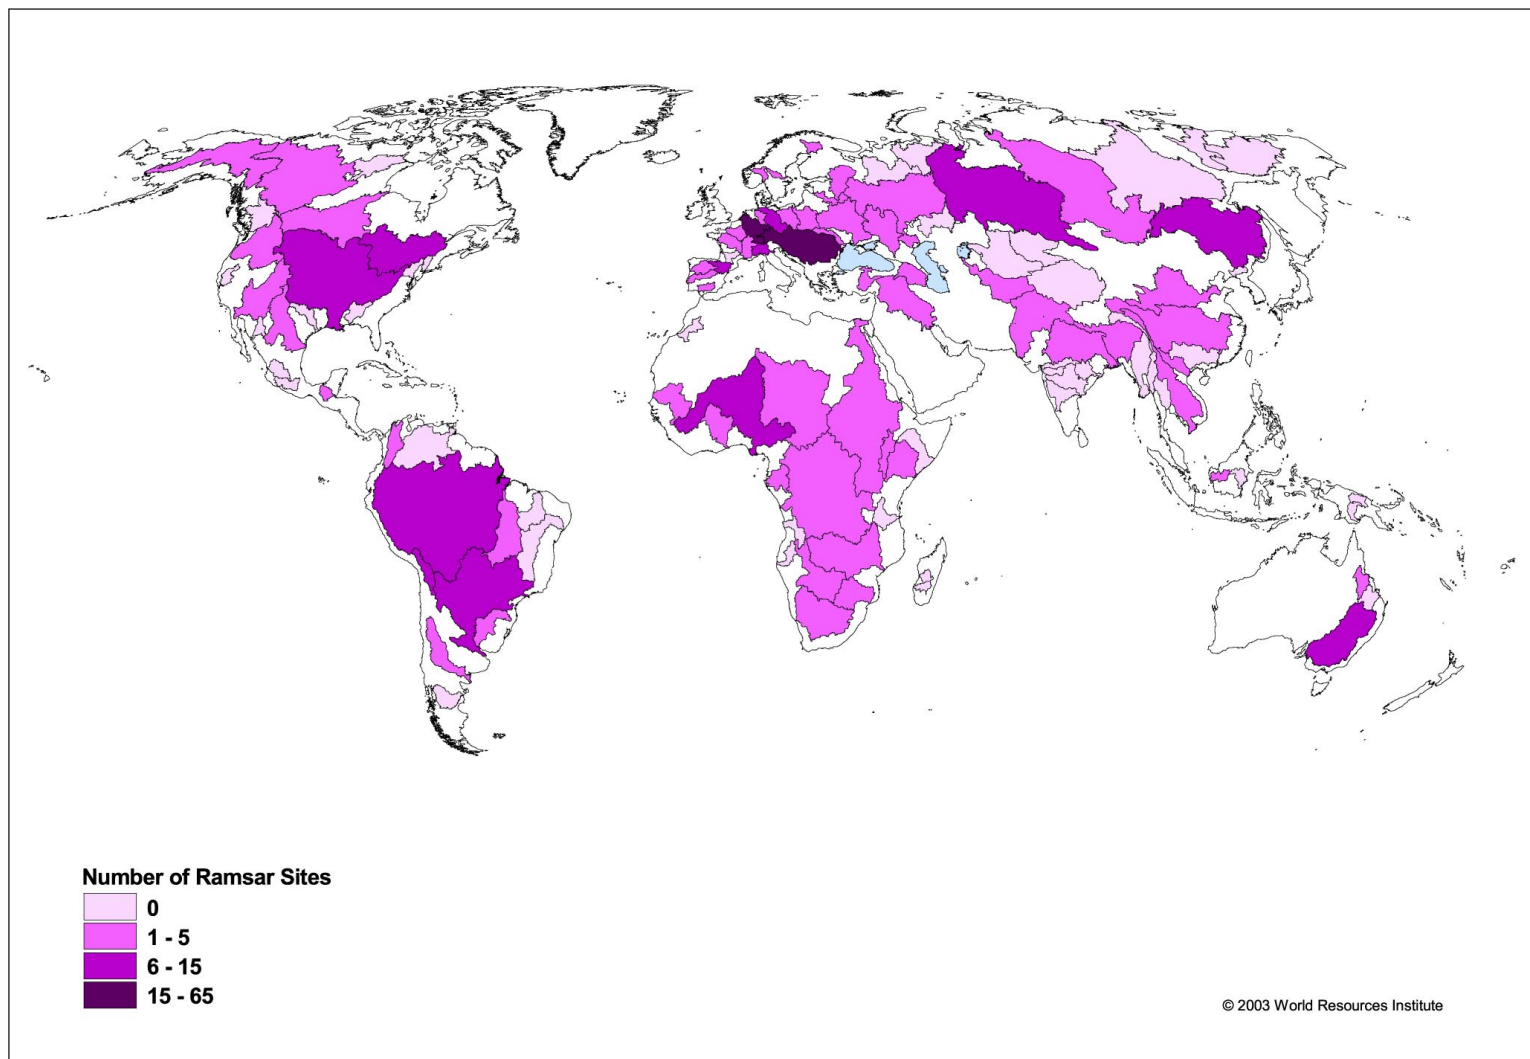 Number of Ramsar Sites
0
1 - 5
6 - 15
15 - 65
© 2003 World Resources Institute